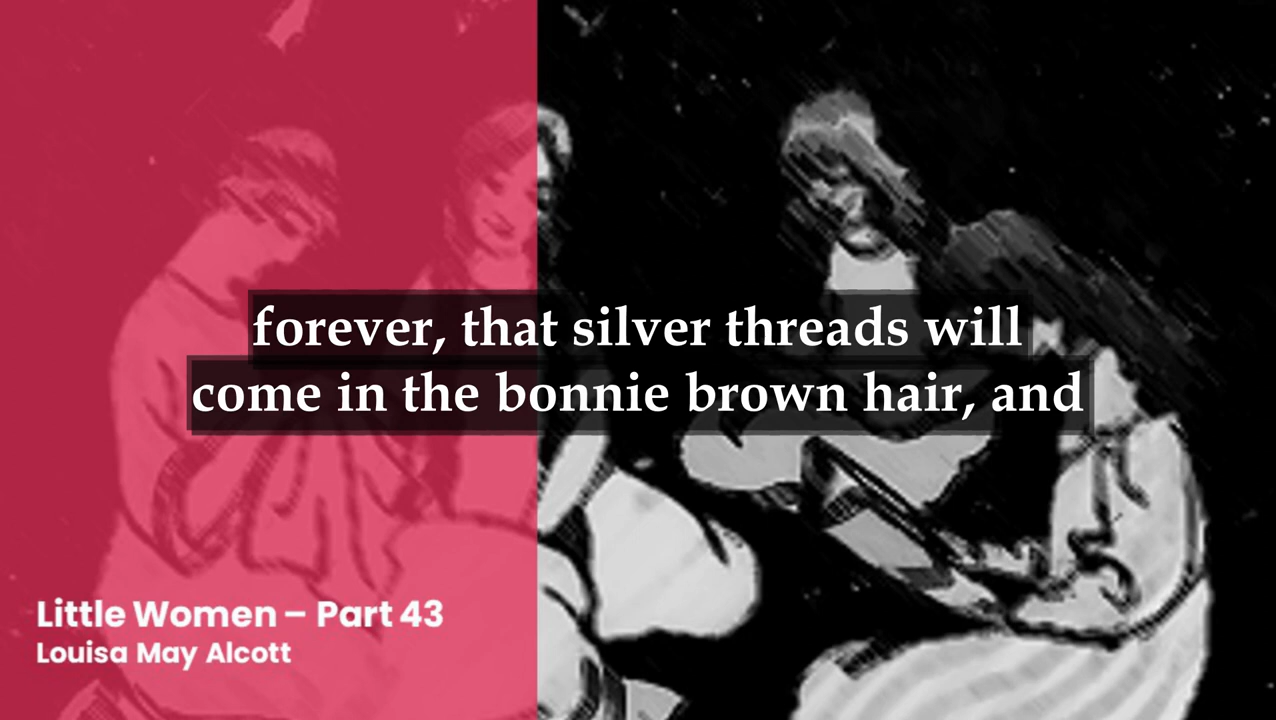 forever, that silver threads will
come in the bonnie brown hair, and
Little Women – Part 43
Louisa May Alcott